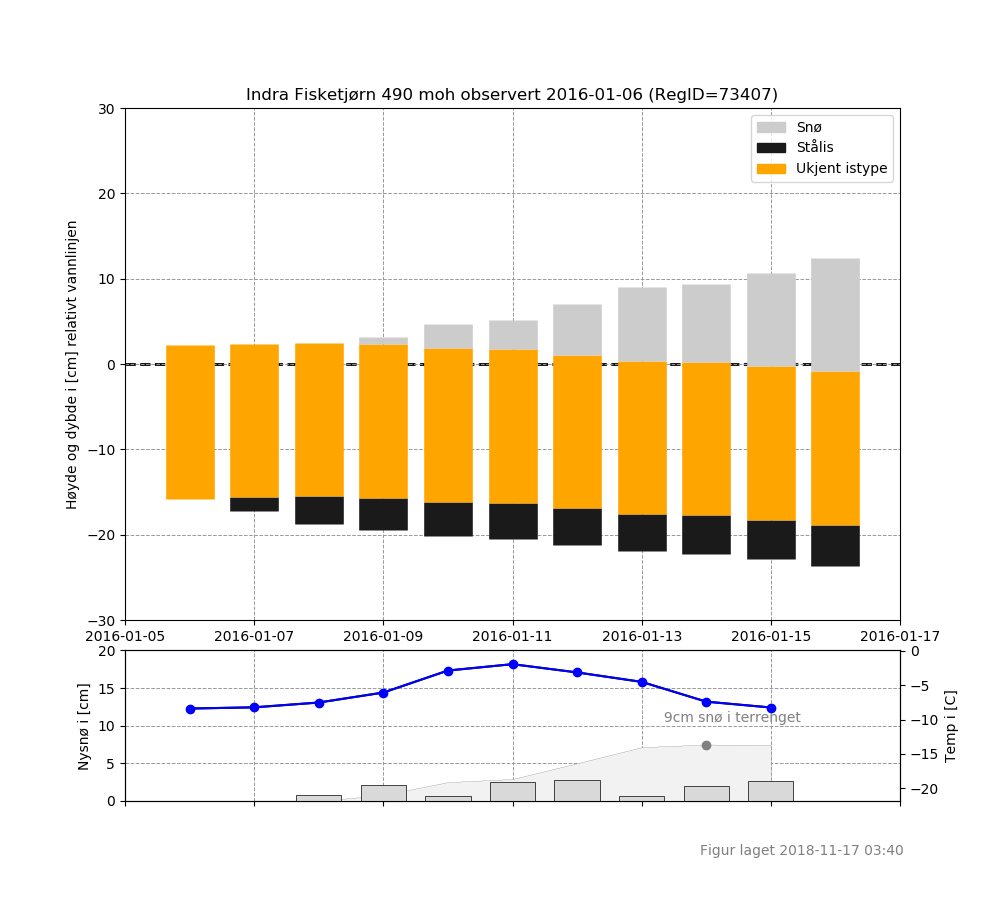 Indra Fisketjørn 490 moh observert 2016-01-06 (RegID=73407)
Snø
Stålis
Ukjent istype
Høyde og dybde i [cm] relativt vannlinjen
30
20
10
0
−10
−20
−30
2016-01-05 2016-01-07 2016-01-09 2016-01-11 2016-01-13 2016-01-15 2016-01-17
Nysnø i [cm]
20
15
10
5
0
9cm snø i terrenget
0
−5
−10
−15
−20
Temp i [C]
Figur laget 2018-11-17 03:40